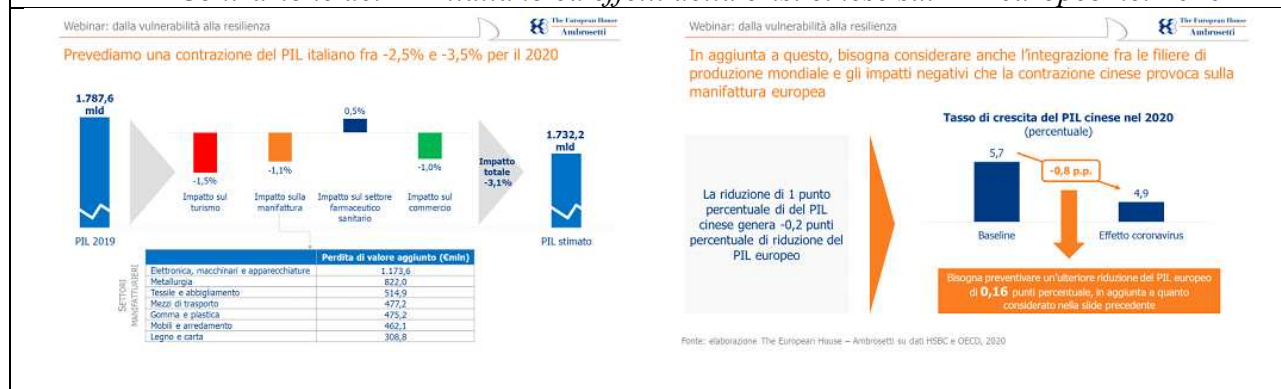 Webinar: dalla vulnerabilità alla resilienza
The European House
Ambrosetti
Prevediamo una contrazione del PIL italiano fra -2,5% e -3,5% per il 2020
1.787,6
mld
PIL 2019
-1,5%
Impatto sul
turismo
-1,1%
Impatto sulla
manifattura
0,5%
Impatto sul settore
farmaceutico
sanitario
-1,0%
Impatto sul
commercio
Impatto
totale
-3,1%
1.732,2
mld
PIL stimato
SETTORI
MANIFATTURIERI
Perdita di valore aggiunto (€mln)
Elettronica, macchinari e apparecchiature 1.173,6
Metallurgia 822,0
Tessile e abbigliamento 514,9
Mezzi di trasporto 477,2
Gomma e plastica 475,2
Mobili e arredamento 462,1
Legno e carta 308,8
Webinar: dalla vulnerabilità alla resilienza
The European House
Ambrosetti
In aggiunta a questo, bisogna considerare anche l'integrazione fra le filiere di
produzione mondiale e gli impatti negativi che la contrazione cinese provoca sulla
manifattura europea
La riduzione di 1 punto
percentuale di del PIL
cinese genera -0,2 punti
percentuale di riduzione del
PIL europeo
Tasso di crescita del PIL cinese nel 2020
(percentuale)
5,7
-0,8 p.p.
4,9
Baseline
Effetto coronavirus
Bisogna preventivare un'ulteriore riduzione del PIL europeo
di 0,16 punti percentuale, in aggiunta a quanto
considerato nella slide precedente
Fonte: elaborazione The European House – Ambrosetti su dati HSBC e OECD, 2020